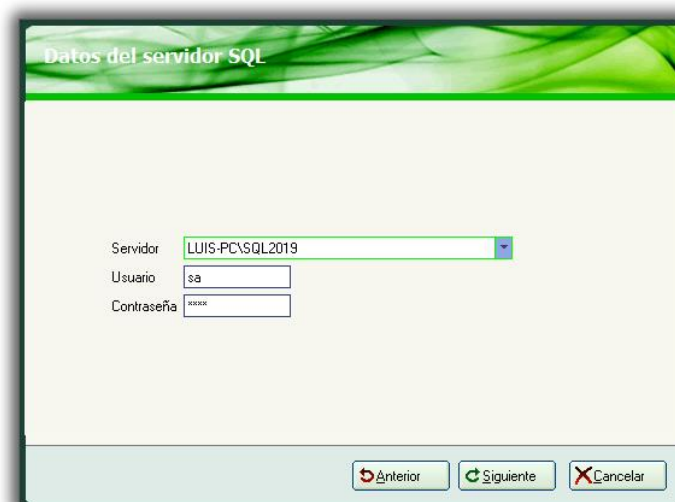 Datos del servidor SQL
Servidor LUIS-PC\SQL2019
Usuario sa
Contraseña ****
Anterior Siguiente Cancelar